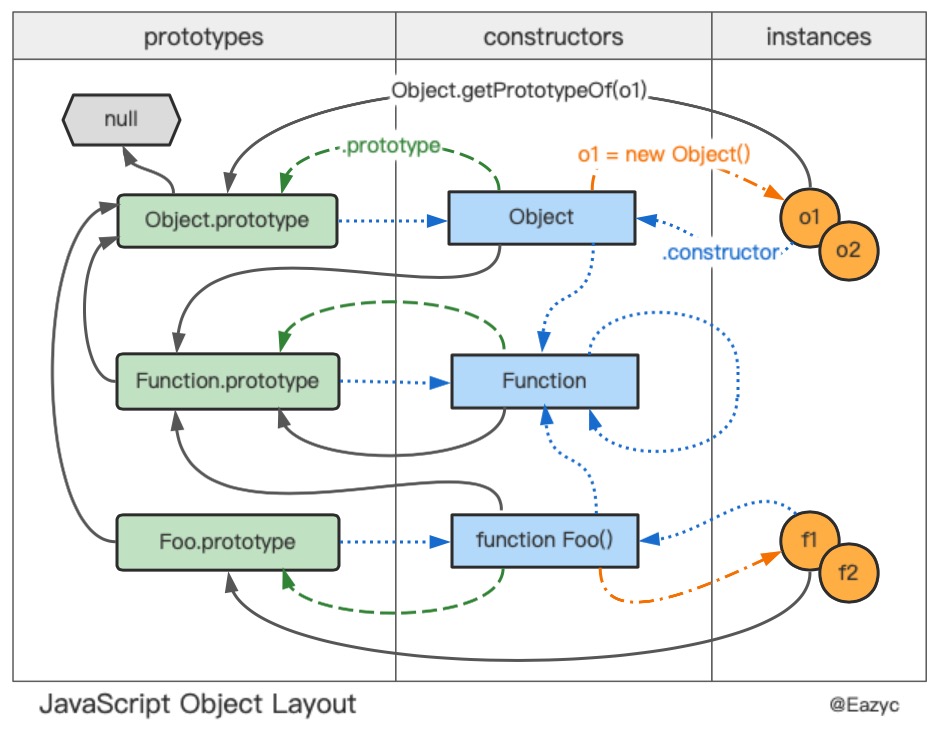 prototypes
constructors
instances
Object.getPrototypeOf(o1)
null
.prototype
o1 = new Object()
Object.prototype
Object
o1
o2
.constructor
Function.prototype
Function
Foo.prototype
function Foo()
f1
f2
JavaScript Object Layout
@Eazyc